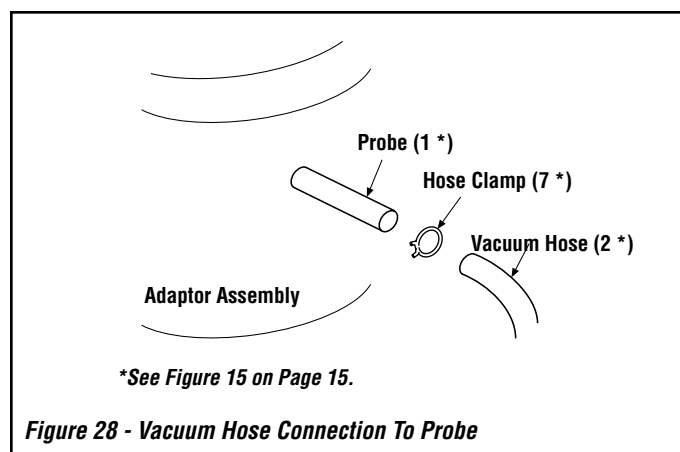 Probe (1 *)
Hose Clamp (7 *)
Vacuum Hose (2 *)
Adaptor Assembly
*See Figure 15 on Page 15.
Figure 28 - Vacuum Hose Connection To Probe